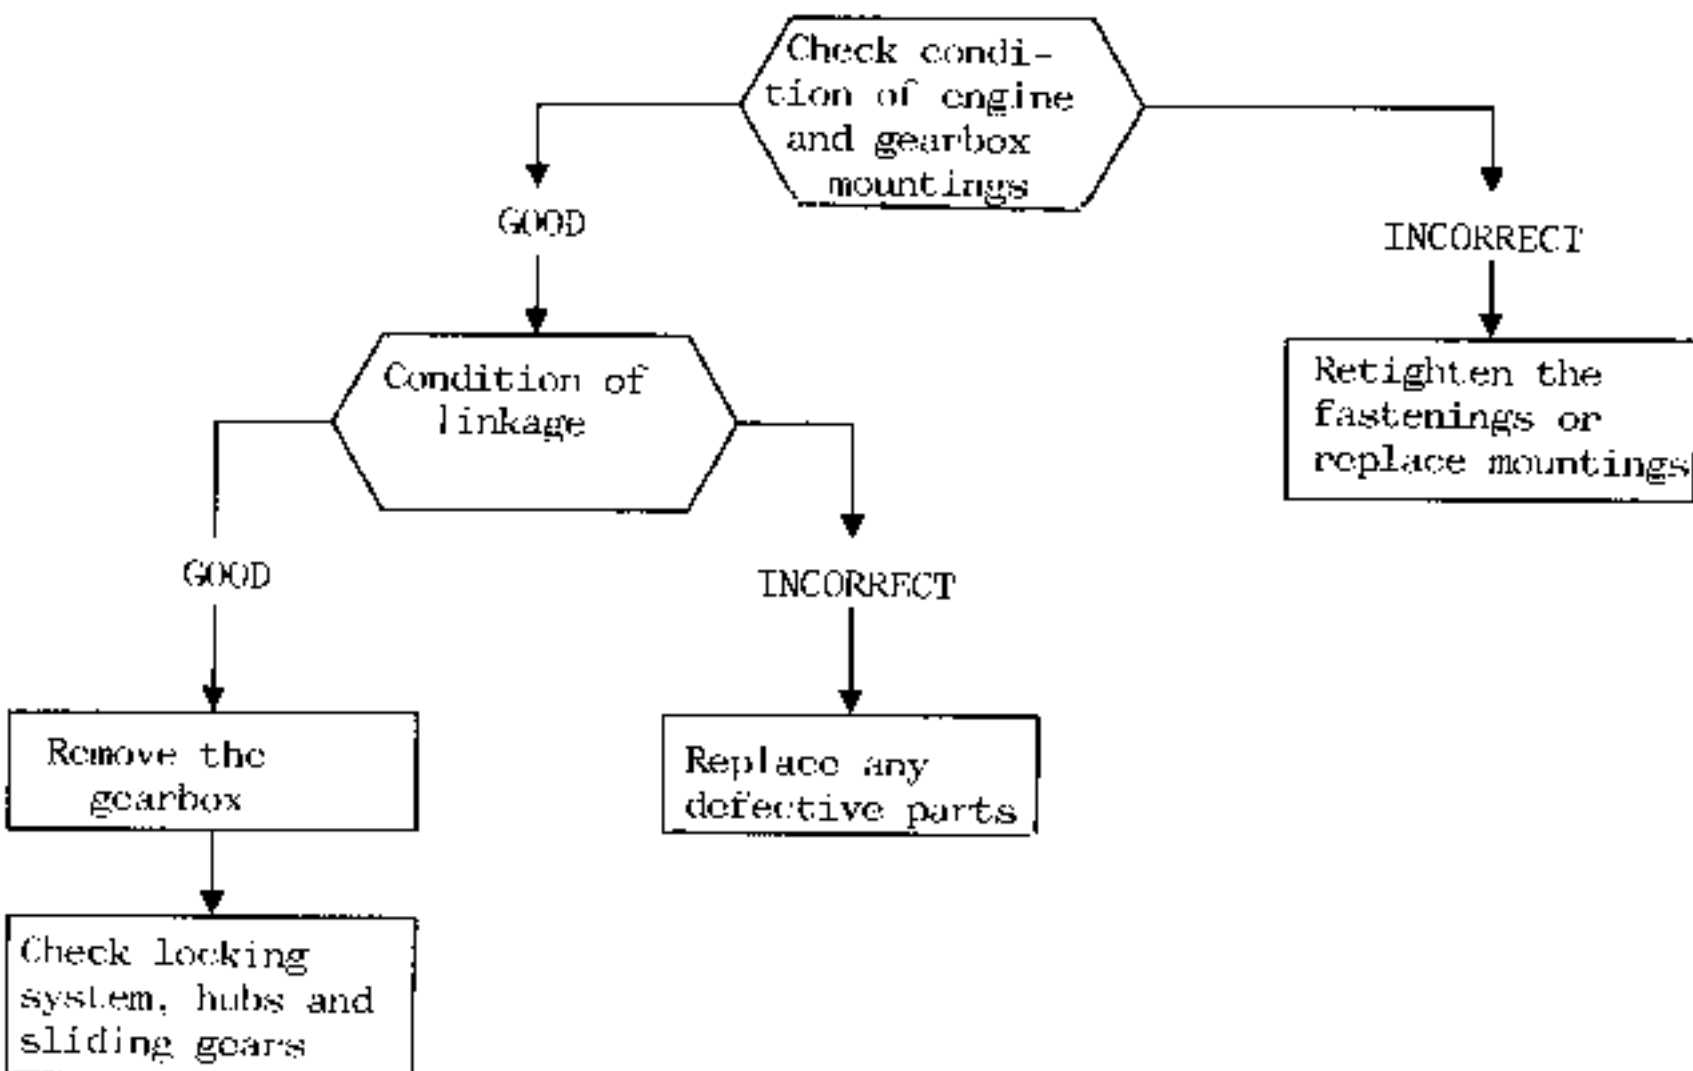 Check condi-
tion of engine
and gearbox
mountings
GOOD
INCORRECT
Condition of
linkage
Retighten the
fastenings or
replace mountings
GOOD
INCORRECT
Remove the
gearbox
Replace any
defective parts
Check locking
system, hubs and
sliding gears